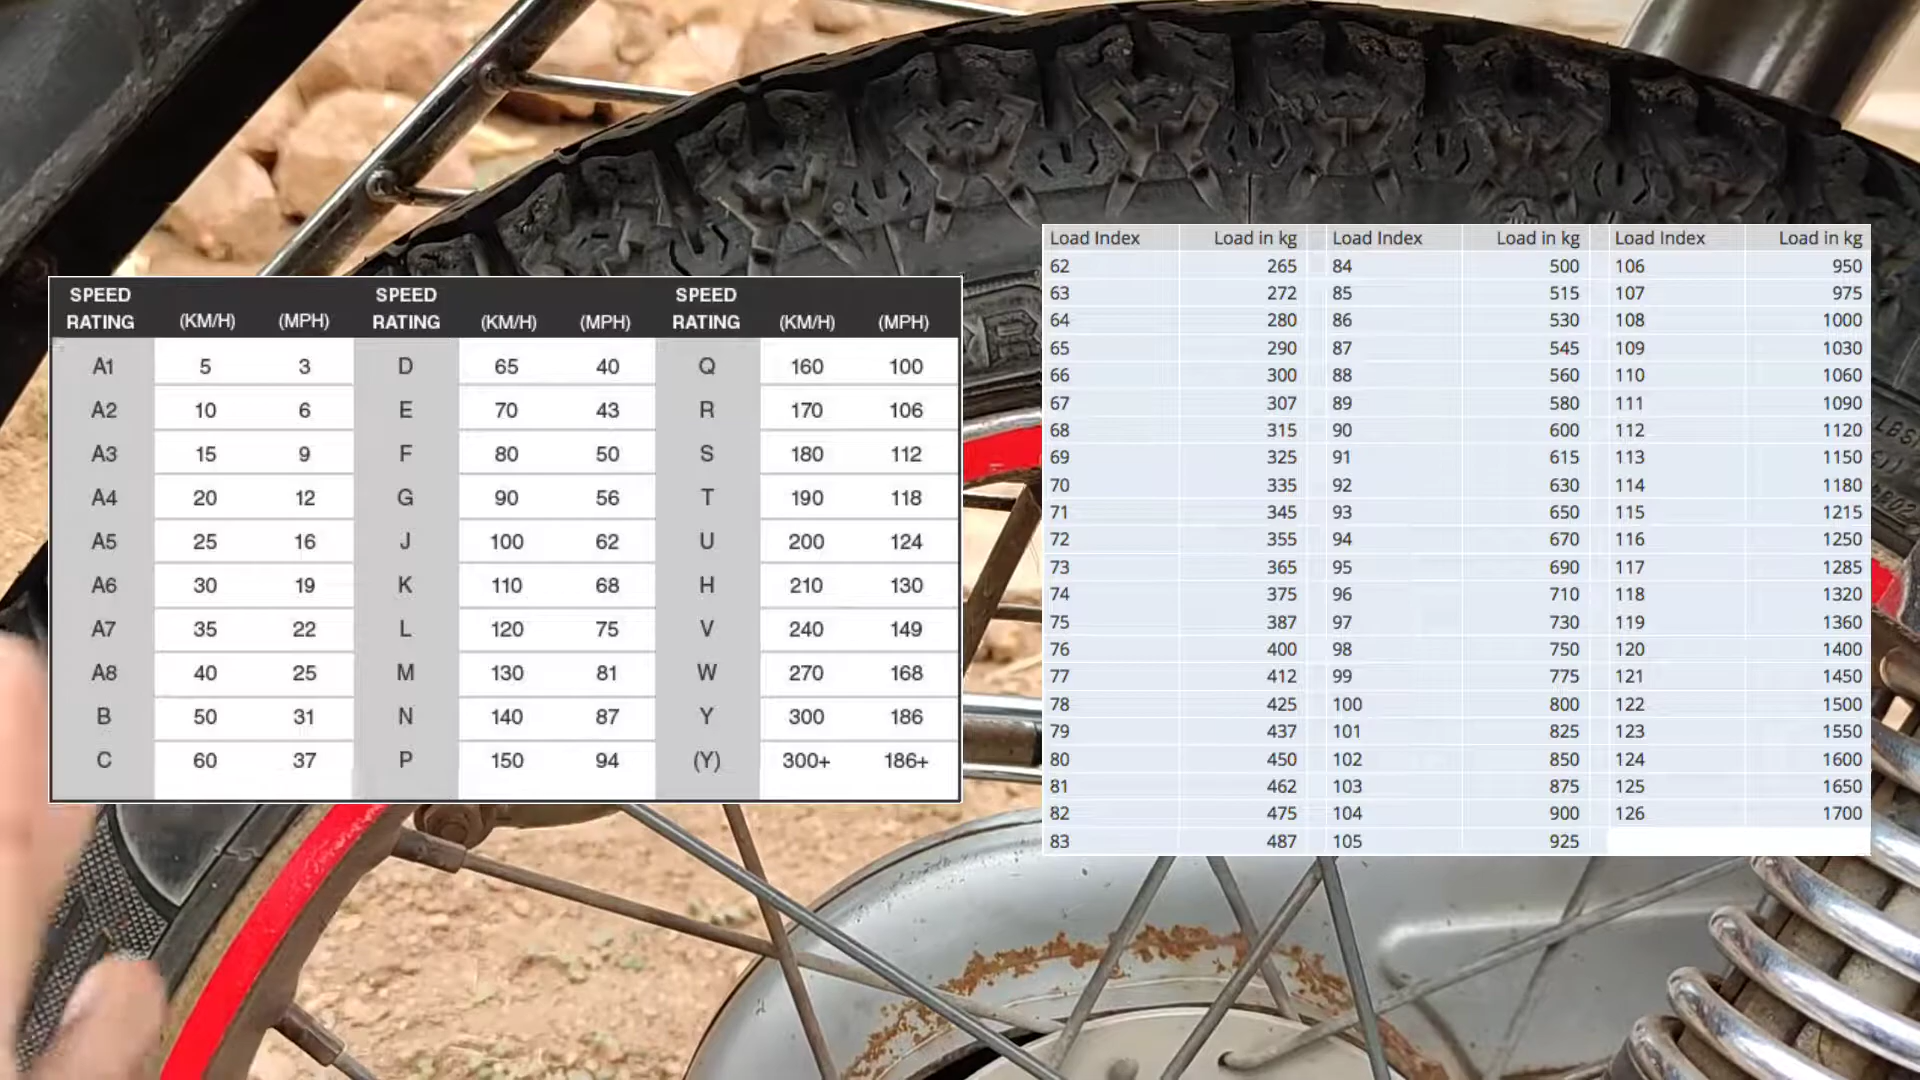 SPEED RATING (KM/H) (MPH) SPEED RATING (KM/H) (MPH) SPEED RATING (KM/H) (MPH)
A1 5 3 D 65 40 Q 160 100
A2 10 6 E 70 43 R 170 106
A3 15 9 F 80 50 S 180 112
A4 20 12 G 90 56 T 190 118
A5 25 16 J 100 62 U 200 124
A6 30 19 K 110 68 H 210 130
A7 35 22 L 120 75 V 240 149
A8 40 25 M 130 81 W 270 168
B 50 31 N 140 87 Y 300 186
C 60 37 P 150 94 (Y) 300+ 186+
Load Index Load in kg Load Index Load in kg Load Index Load in kg
62 265 84 500 106 950
63 272 85 515 107 975
64 280 86 530 108 1000
65 290 87 545 109 1030
66 300 88 560 110 1060
67 307 89 580 111 1090
68 315 90 600 112 1120
69 325 91 615 113 1150
70 335 92 630 114 1180
71 345 93 650 115 1215
72 355 94 670 116 1250
73 365 95 690 117 1285
74 375 96 710 118 1320
75 387 97 730 119 1360
76 400 98 750 120 1400
77 412 99 775 121 1450
78 425 100 800 122 1500
79 437 101 825 123 1550
80 450 102 850 124 1600
81 462 103 875 125 1650
82 475 104 900 126 1700
83 487 105 925